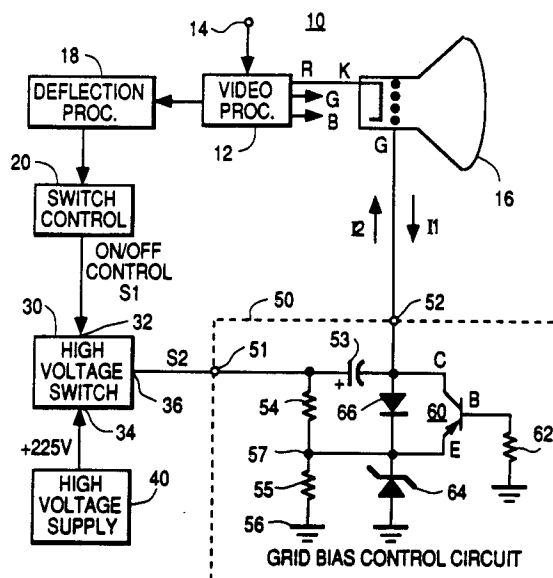 10
14
18
DEFLECTION
PROC.
VIDEO
PROC.
12
R
K
G
B
G
16
20
SWITCH
CONTROL
ON/OFF
CONTROL
S1
I2
I1
30
32
HIGH
VOLTAGE
SWITCH
36
34
S2
50
51
52
53
+
C
54
66
60
B
E
62
57
55
64
56
+225V
HIGH
VOLTAGE
SUPPLY
40
GRID BIAS CONTROL CIRCUIT